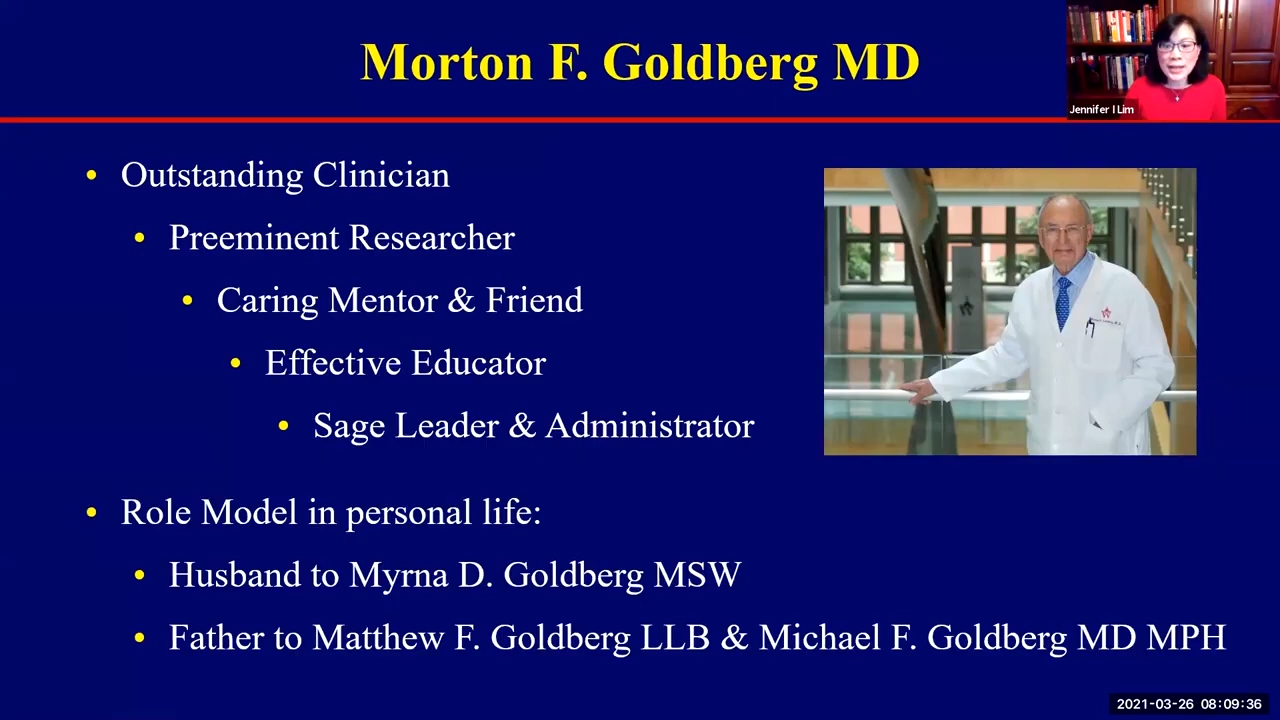 Morton F. Goldberg MD
Jennifer I Lim
• Outstanding Clinician
• Preeminent Researcher
• Caring Mentor & Friend
• Effective Educator
• Sage Leader & Administrator
• Role Model in personal life:
• Husband to Myrna D. Goldberg MSW
• Father to Matthew F. Goldberg LLB & Michael F. Goldberg MD MPH
2021-03-26 08:09:36